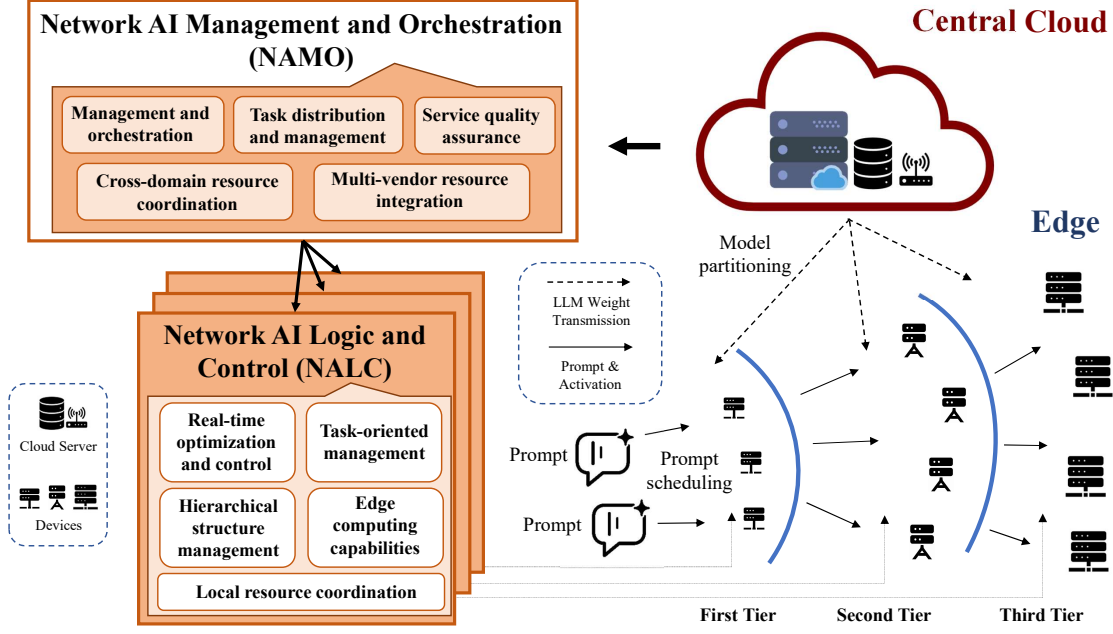 Network AI Management and Orchestration
(NAMO)
Management and
orchestration
Task distribution
and management
Service quality
assurance
Cross-domain resource
coordination
Multi-vendor resource
integration
Central Cloud
Edge
Model
partitioning
LLM Weight
Transmission
Prompt &
Activation
Network AI Logic and
Control (NALC)
Real-time
optimization
and control
Task-oriented
management
Hierarchical
structure
management
Edge
computing
capabilities
Local resource coordination
Cloud Server
Devices
Prompt
Prompt
scheduling
Prompt
First Tier
Second Tier
Third Tier